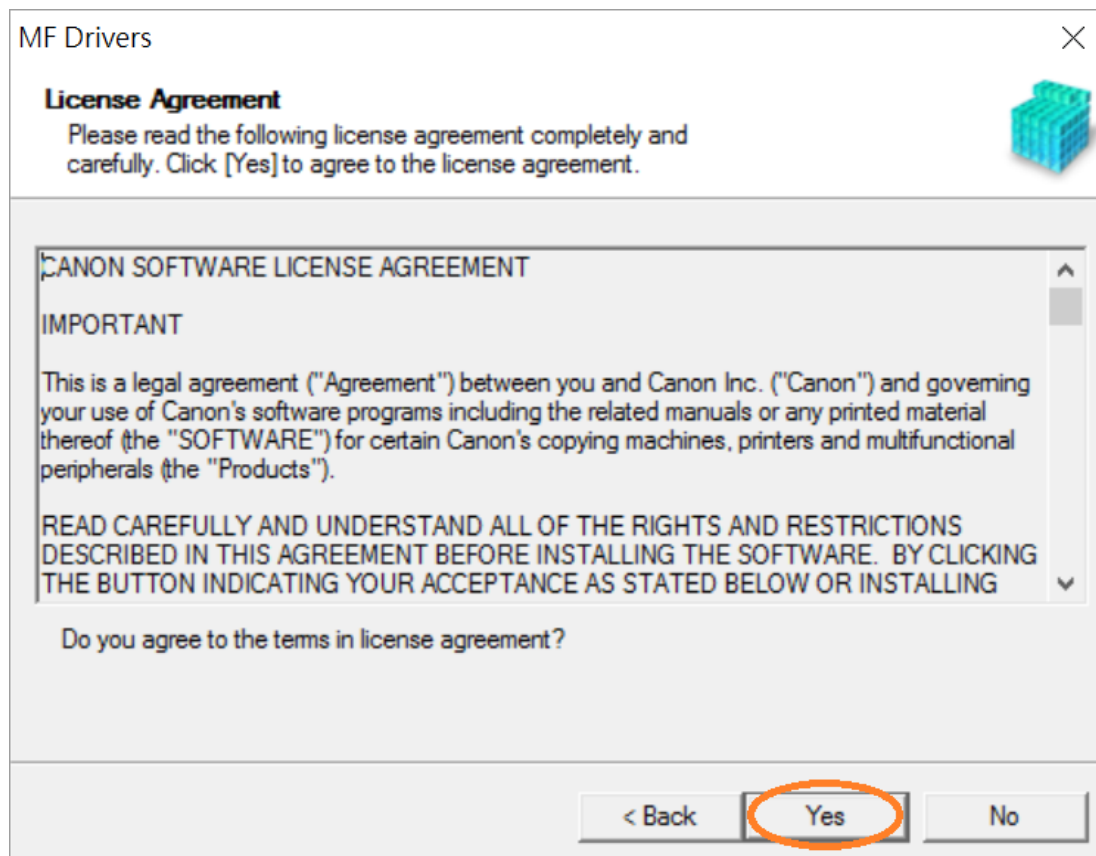 MF Drivers
License Agreement
Please read the following license agreement completely and
carefully. Click [Yes] to agree to the license agreement.
CANON SOFTWARE LICENSE AGREEMENT
IMPORTANT
This is a legal agreement ("Agreement") between you and Canon Inc. ("Canon") and governing
your use of Canon's software programs including the related manuals or any printed material
thereof (the "SOFTWARE") for certain Canon's copying machines, printers and multifunctional
peripherals (the "Products").
READ CAREFULLY AND UNDERSTAND ALL OF THE RIGHTS AND RESTRICTIONS
DESCRIBED IN THIS AGREEMENT BEFORE INSTALLING THE SOFTWARE.  BY CLICKING
THE BUTTON INDICATING YOUR ACCEPTANCE AS STATED BELOW OR INSTALLING
Do you agree to the terms in license agreement?
< Back Yes No